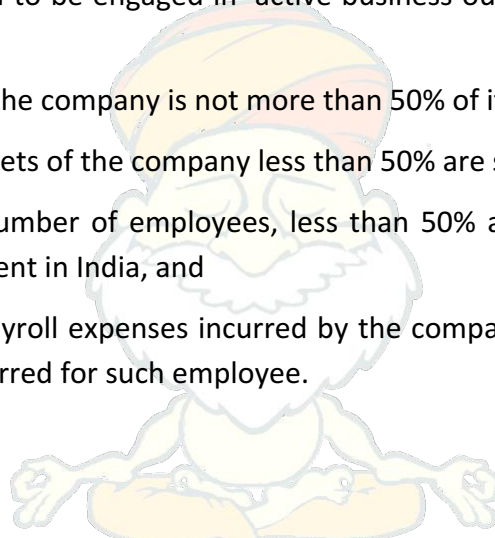 to be engaged in 'active business ou
he company is not more than 50% of i
ets of the company less than 50% are s
umber of employees, less than 50% a
ent in India, and
yroll expenses incurred by the compa
rred for such employee.